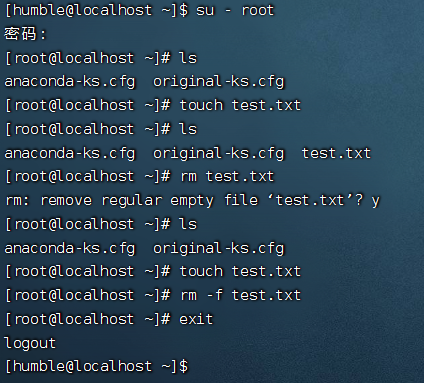 [humble@localhost ~]$ su - root
密码：
[root@localhost ~]# ls
anaconda-ks.cfg  original-ks.cfg
[root@localhost ~]# touch test.txt
[root@localhost ~]# ls
anaconda-ks.cfg  original-ks.cfg  test.txt
[root@localhost ~]# rm test.txt
rm: remove regular empty file ‘test.txt’? y
[root@localhost ~]# ls
anaconda-ks.cfg  original-ks.cfg
[root@localhost ~]# touch test.txt
[root@localhost ~]# rm -f test.txt
[root@localhost ~]# exit
logout
[humble@localhost ~]$